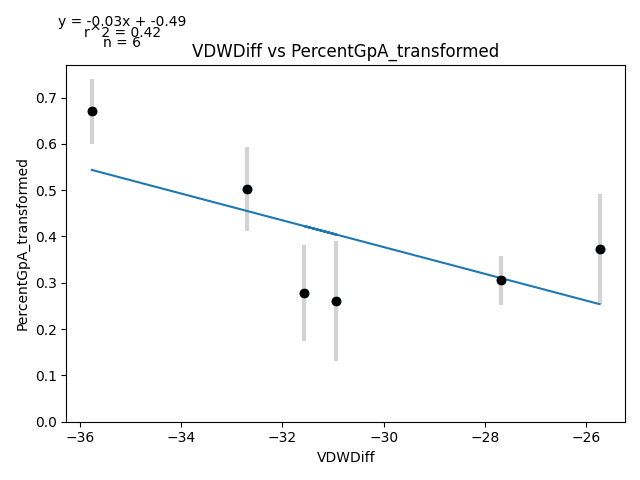 y = -0.03x + -0.49
r^2 = 0.42
n = 6
VDWDiff vs PercentGpA_transformed
PercentGpA_transformed
0.7
0.6
0.5
0.4
0.3
0.2
0.1
0.0
−36 −34 −32 −30 −28 −26
VDWDiff